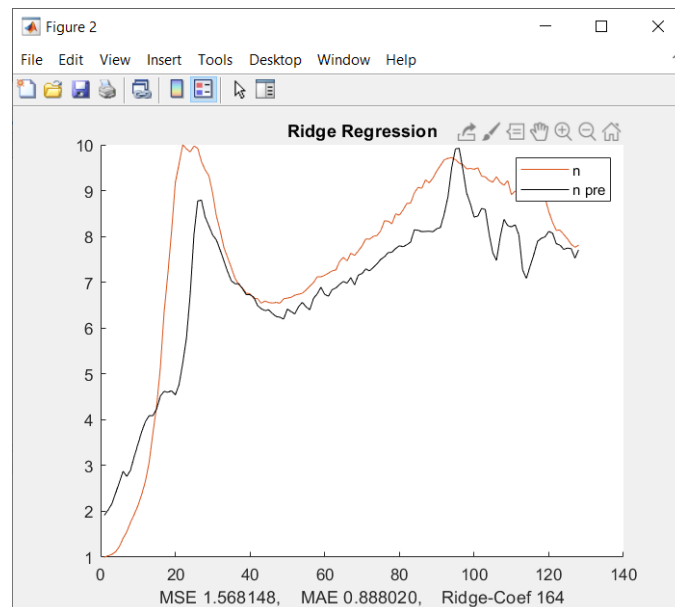 Figure 2
File Edit View Insert Tools Desktop Window Help
Ridge Regression
10
9
8
7
6
5
4
3
2
1
n
n pre
0 20 40 60 80 100 120 140
MSE 1.568148, MAE 0.888020, Ridge-Coef 164